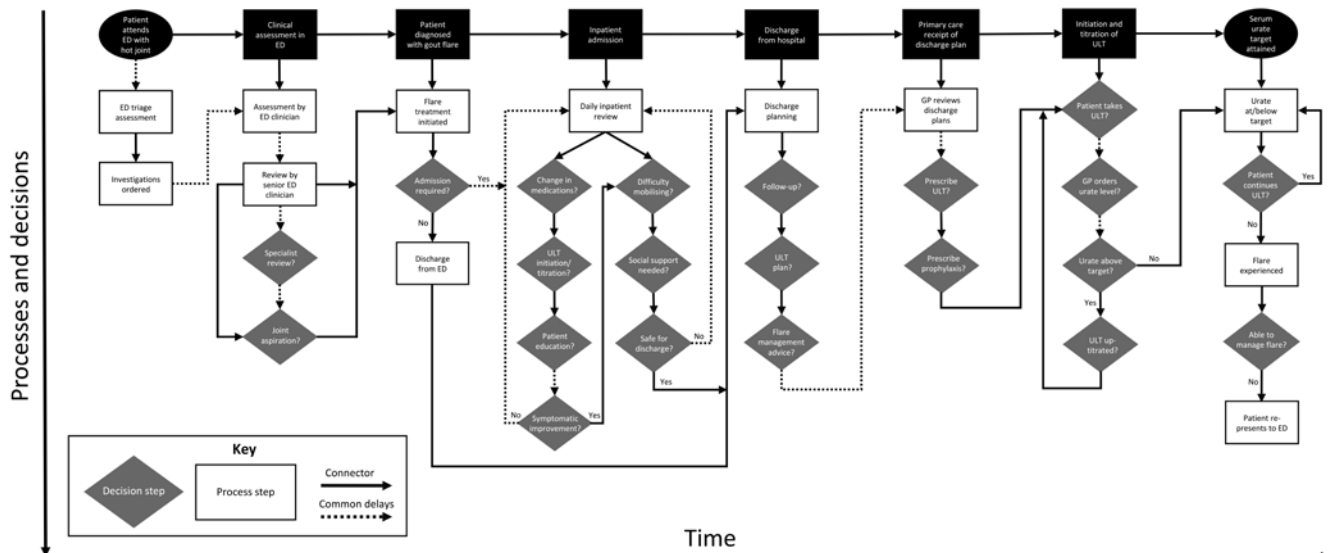 Patient
attends
ED with
hot joint
Clinical
assessment in
ED
Patient
diagnosed
with gout flare
Inpatient
admission
Discharge
from hospital
Primary care
receipt of
discharge plan
Initiation and
titration of
ULT
Serum
urate
target
attained
ED triage
assessment
Investigations
ordered
Assessment by
ED clinician
Review by
senior ED
clinician
Specialist
review?
Joint
aspiration?
Flare
treatment
initiated
Admission
required?
Yes
No
Discharge
from ED
Daily inpatient
review
Change in
medications?
ULT
initiation/
titration?
Patient
education?
Symptomatic
improvement?
No
Yes
Difficulty
mobilising?
Social support
needed?
Safe for
discharge?
No
Yes
Discharge
planning
Follow-up?
ULT
plan?
Flare
management
advice?
GP reviews
discharge
plans
Prescribe
ULT?
Prescribe
prophylaxis?
Patient takes
ULT?
GP orders
urate level?
Urate above
target?
No
Yes
ULT up-
titrated?
Urate
at/below
target
Patient
continues
ULT?
Yes
No
Flare
experienced
Able to
manage flare?
No
Patient re-
presents to ED
Processes and decisions
Key
Decision step
Process step
Connector
Common delays
Time